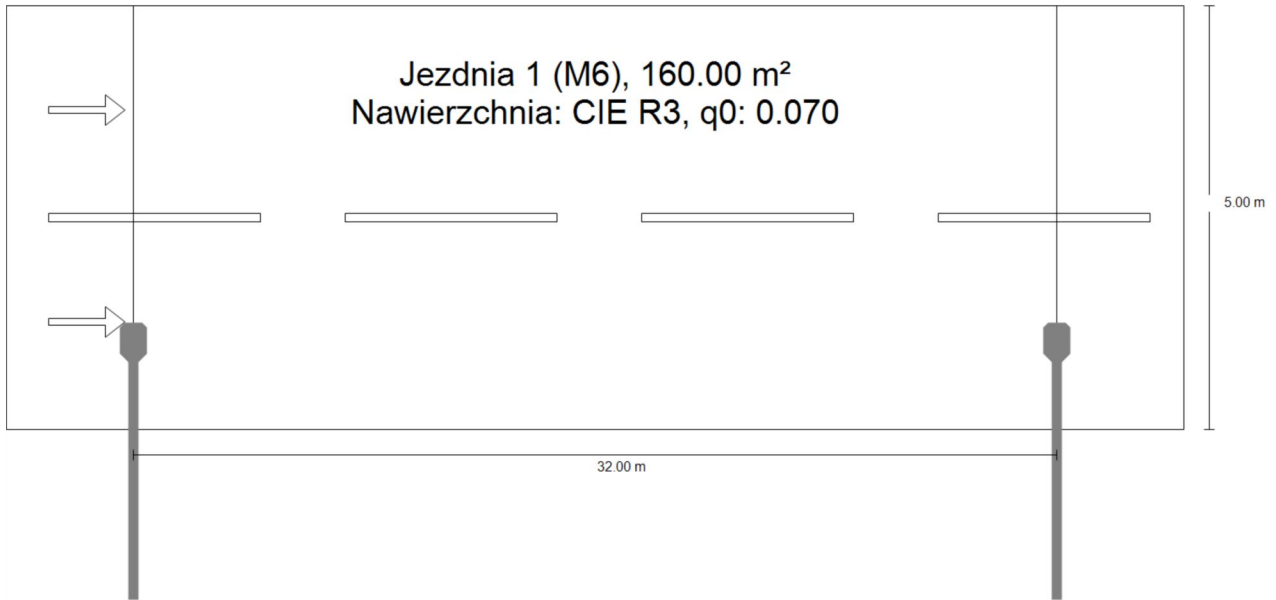 Jezdnia 1 (M6), 160.00 m²
Nawierzchnia: CIE R3, q0: 0.070
5.00 m
32.00 m